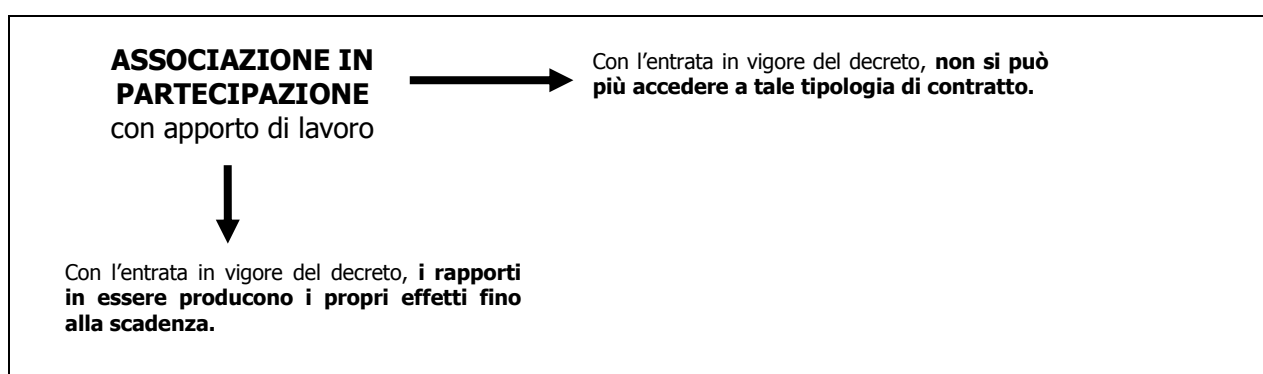 ASSOCIAZIONE IN
PARTECIPAZIONE
con apporto di lavoro
Con l’entrata in vigore del decreto, non si può
più accedere a tale tipologia di contratto.
Con l’entrata in vigore del decreto, i rapporti
in essere producono i propri effetti fino
alla scadenza.